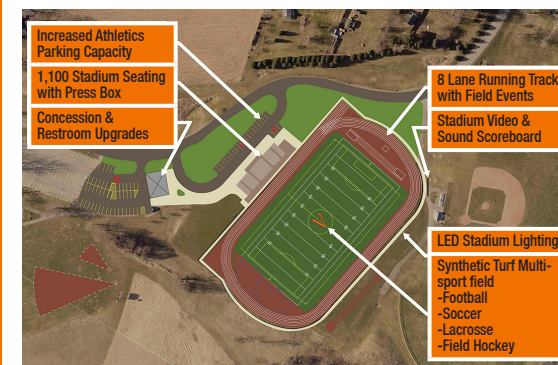 Increased Athletics
Parking Capacity
1,100 Stadium Seating
with Press Box
Concession &
Restroom Upgrades
8 Lane Running Track
with Field Events
Stadium Video &
Sound Scoreboard
LED Stadium Lighting
Synthetic Turf Multi-
sport field
-Football
-Soccer
-Lacrosse
-Field Hockey